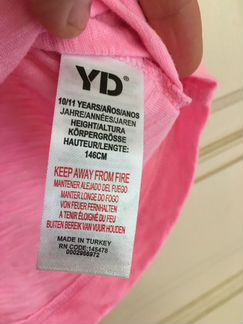 YD®
10/11 YEARS/AÑOS/ANOS
JAHRE/ANNÉES/JAREN
HEIGHT/ALTURA
KÖRPERGRÖSSE
HAUTEUR/LENGTE:
146CM
KEEP AWAY FROM FIRE
MANTENER ALEJADO DEL FUEGO
MANTER LONGE DO FOGO
VON FEUER FERNHALTEN
A TENIR ÉLOIGNÉ DU FEU
BUITEN BEREIK VAN VUUR HOUDEN
MADE IN TURKEY
RN CODE:145478
0002966972